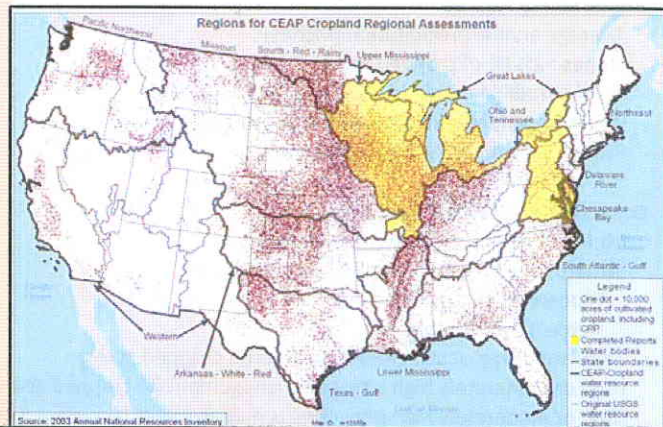 Regions for CEAP Cropland Regional Assessments
Pacific Northwest
Missouri
Souris - Red - Rainy
Upper Mississippi
Great Lakes
Ohio and
Tennessee
Northeast
Delaware
River
Chesapeake
Bay
South Atlantic - Gulf
Western
Arkansas - White - Red
Texas - Gulf
Lower Mississippi
Legend
One dot = 10,000
acres of cultivated
cropland, including
CRP
Completed Reports
Water bodies
State boundaries
CEAP-Cropland
water resource
regions
Original USGS
water resource
regions
Source: 2003 Annual National Resources Inventory